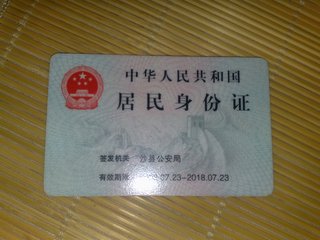 中华人民共和国
居民身份证
签发机关 沙县公安局
有效期限 07.23-2018.07.23